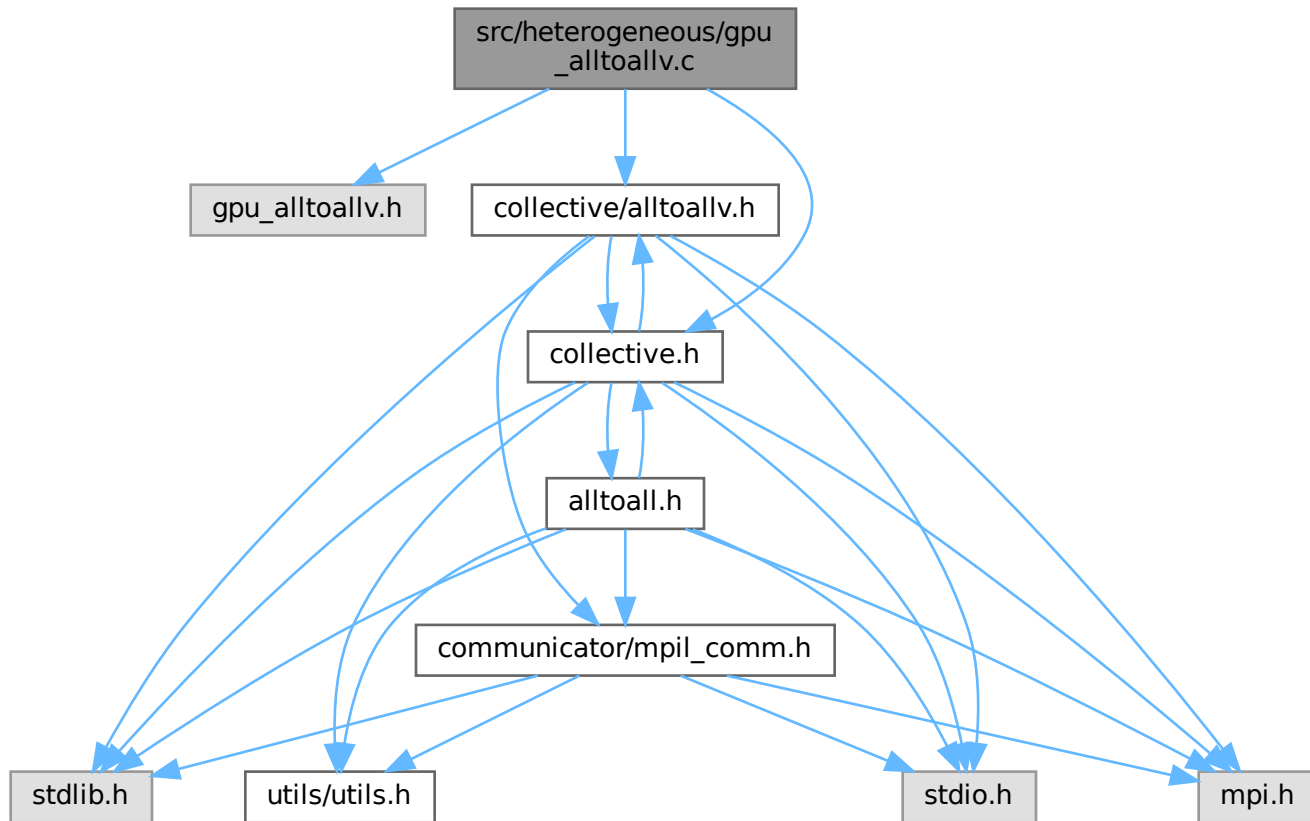 src/heterogeneous/gpu
_alltoallv.c
gpu_alltoallv.h
collective/alltoallv.h
collective.h
alltoall.h
communicator/mpil_comm.h
stdlib.h
utils/utils.h
stdio.h
mpi.h